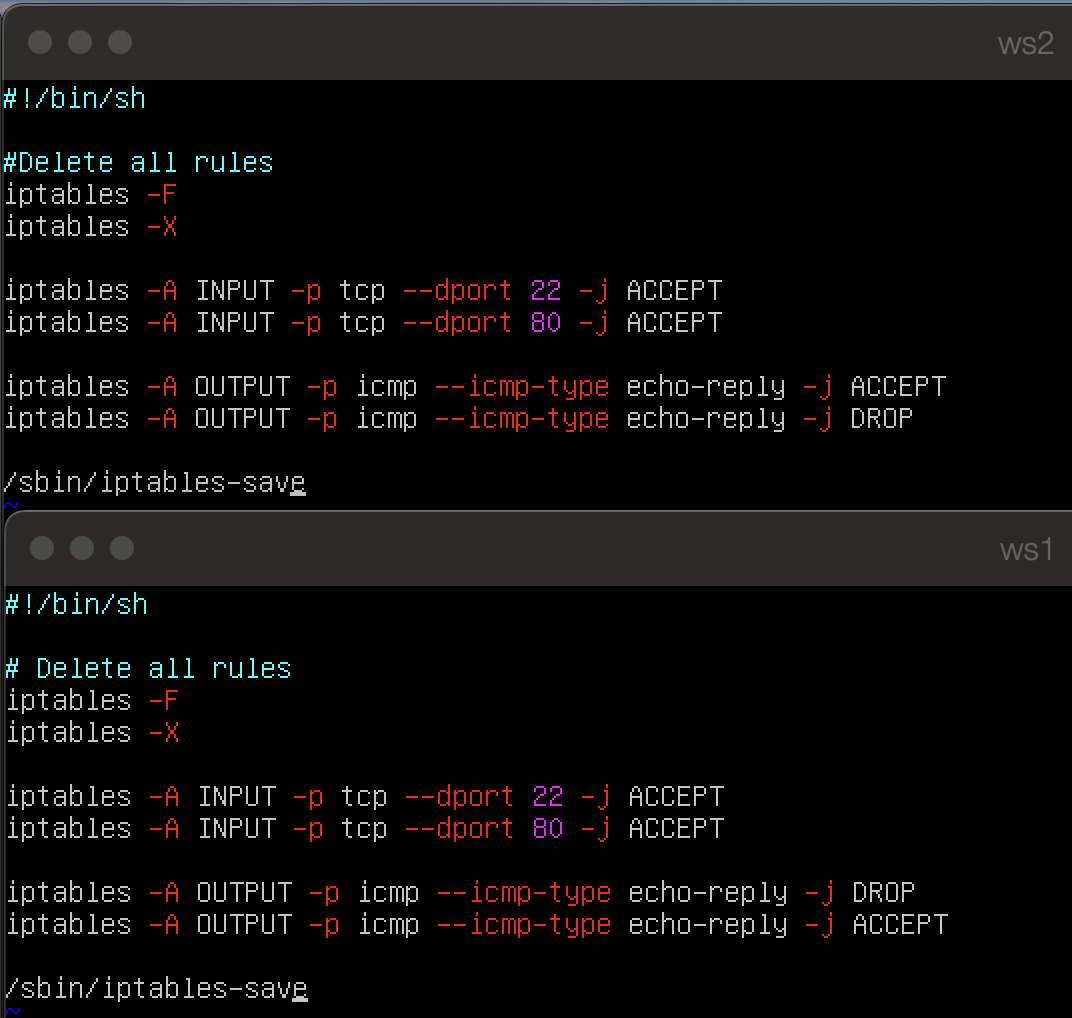 ws2
#!/bin/sh
#Delete all rules
iptables -F
iptables -X
iptables -A INPUT -p tcp --dport 22 -j ACCEPT
iptables -A INPUT -p tcp --dport 80 -j ACCEPT
iptables -A OUTPUT -p icmp --icmp-type echo-reply -j ACCEPT
iptables -A OUTPUT -p icmp --icmp-type echo-reply -j DROP
/sbin/iptables-save
~
ws1
#!/bin/sh
# Delete all rules
iptables -F
iptables -X
iptables -A INPUT -p tcp --dport 22 -j ACCEPT
iptables -A INPUT -p tcp --dport 80 -j ACCEPT
iptables -A OUTPUT -p icmp --icmp-type echo-reply -j DROP
iptables -A OUTPUT -p icmp --icmp-type echo-reply -j ACCEPT
/sbin/iptables-save
~